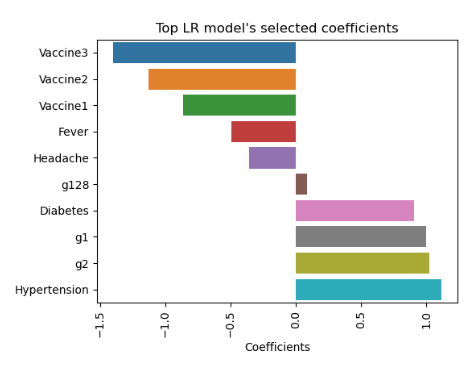 Top LR model's selected coefficients
Vaccine3
Vaccine2
Vaccine1
Fever
Headache
g128
Diabetes
g1
g2
Hypertension
−1.5
−1.0
−0.5
0.0
0.5
1.0
Coefficients